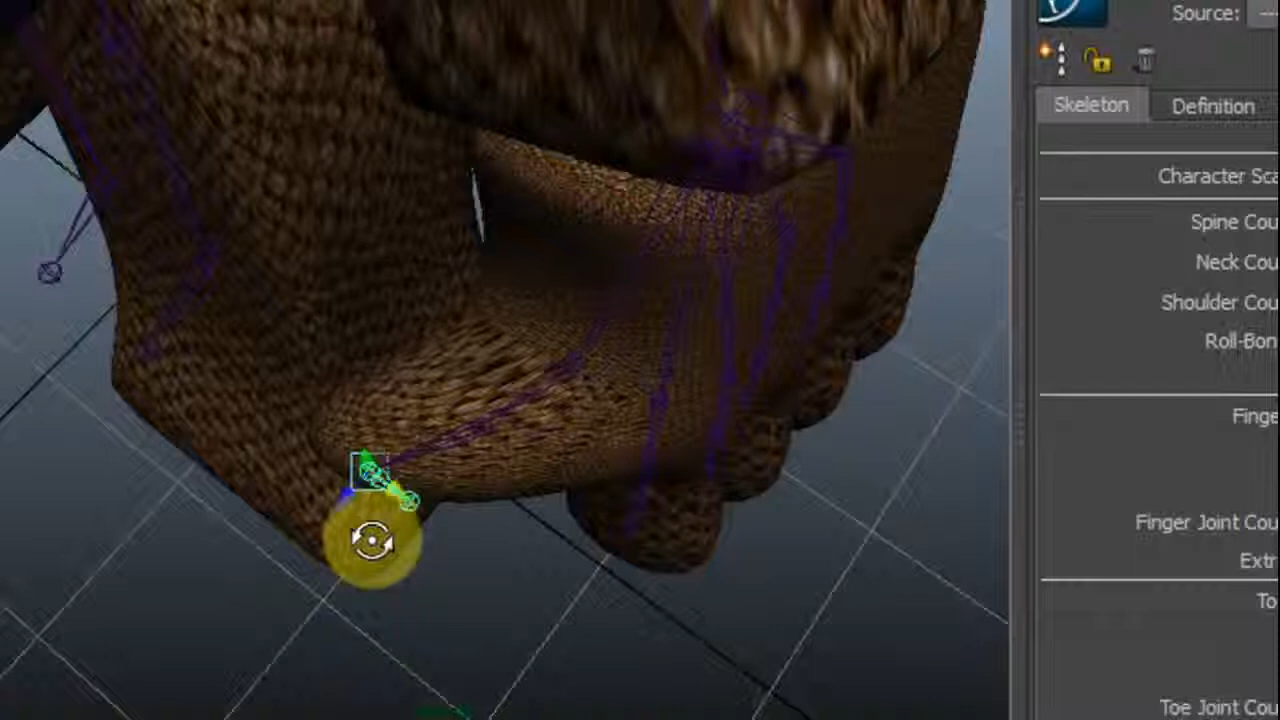 Source:
Skeleton
Definition
Character Sca
Spine Cou
Neck Cou
Shoulder Cou
Roll-Bon
Finge
Finger Joint Cou
Extr
To
Toe Joint Cou